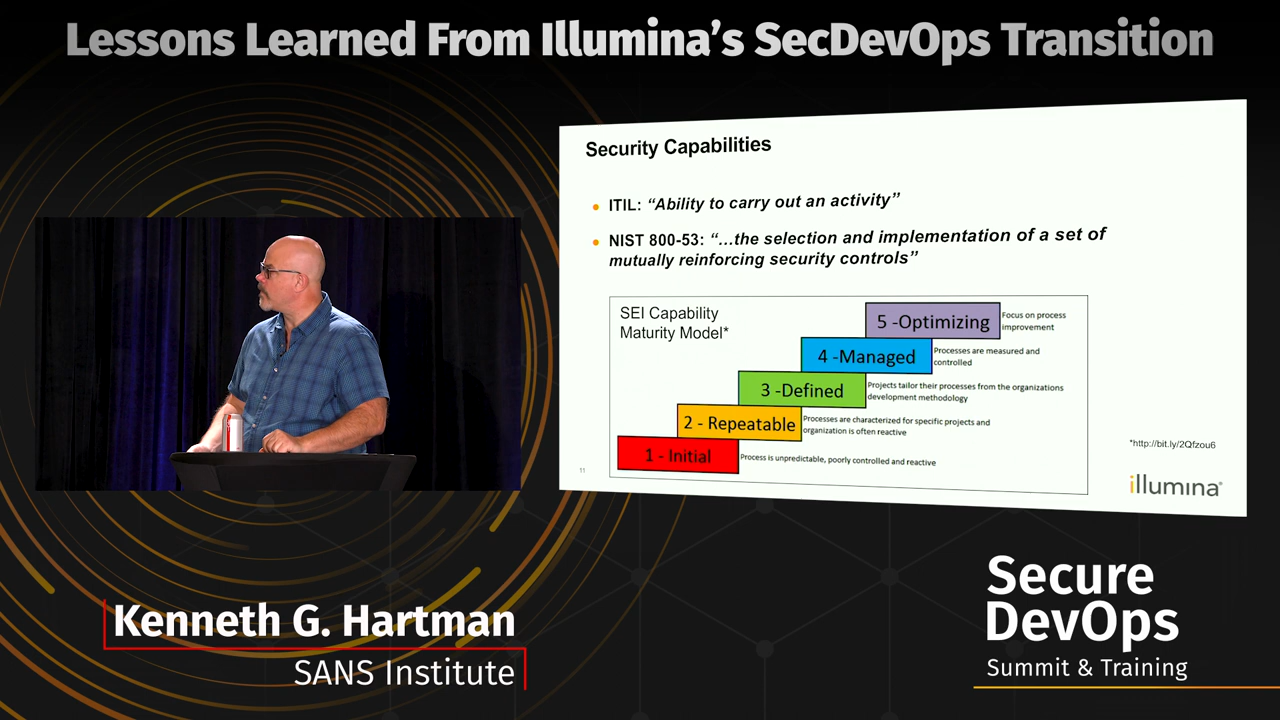 Lessons Learned From Illumina's SecDevOps Transition
Security Capabilities
• ITIL: “Ability to carry out an activity”
• NIST 800-53: “...the selection and implementation of a set of
mutually reinforcing security controls”
SEI Capability
Maturity Model*
5 -Optimizing
Focus on process
improvement
4 -Managed
Processes are measured and
controlled
3 -Defined
Projects tailor their processes from the organizations
development methodology
2 - Repeatable
Processes are characterized for specific projects and
organization is often reactive
1 - Initial
Process is unpredictable, poorly controlled and reactive
*http://bit.ly/2Qfzou6
11
illumina®
Kenneth G. Hartman
SANS Institute
Secure
DevOps
Summit & Training